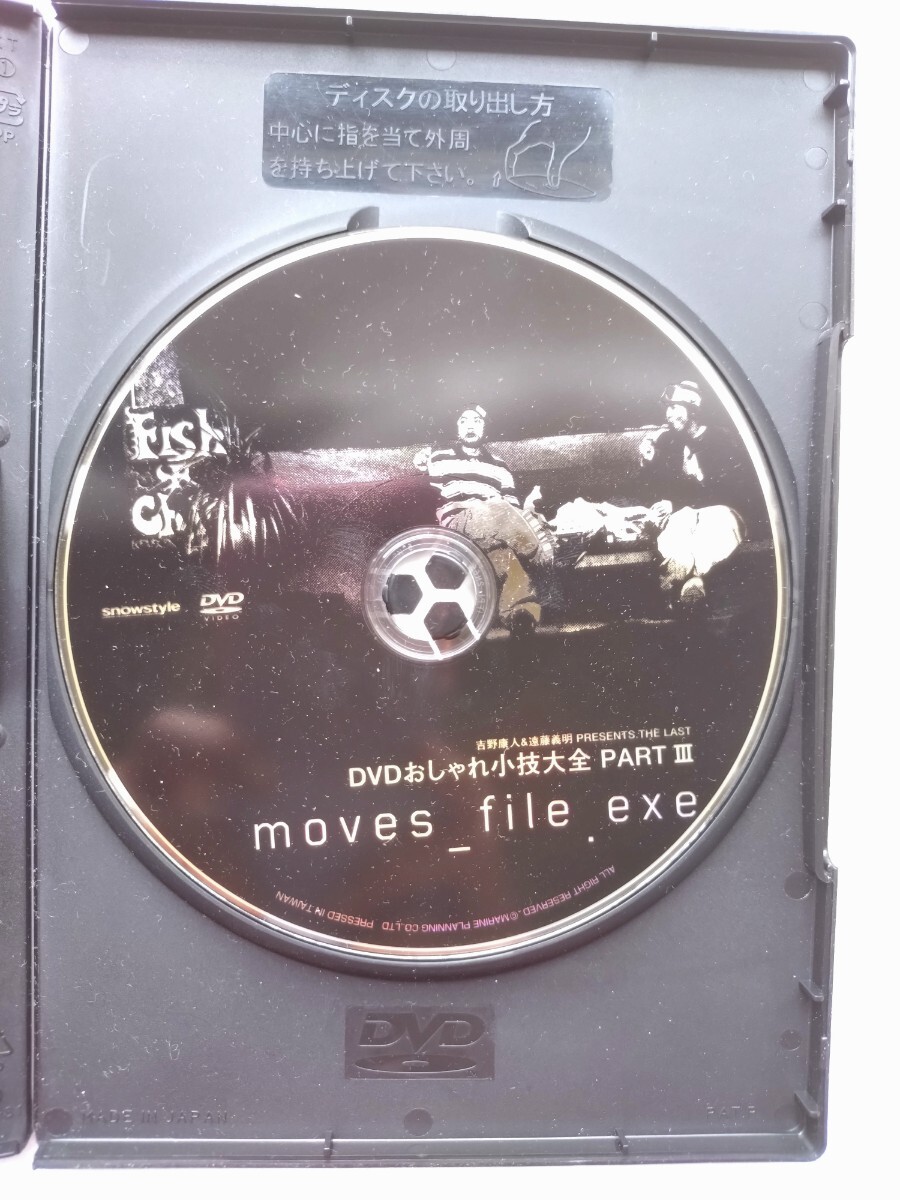 ディスクの取り出し方
中心に指を当て外周
を持ち上げて下さい。
Fish
snowstyle
DVD
VIDEO
吉野康人&遠藤義明 PRESENTS.THE LAST
DVDおしゃれ小技大全 PART III
moves_file.exe
ALL RIGHT RESERVED. ©MARINE PLANNING CO.,LTD PRESSED IN TAIWAN
DVD
MADE IN JAPAN
PAT.P